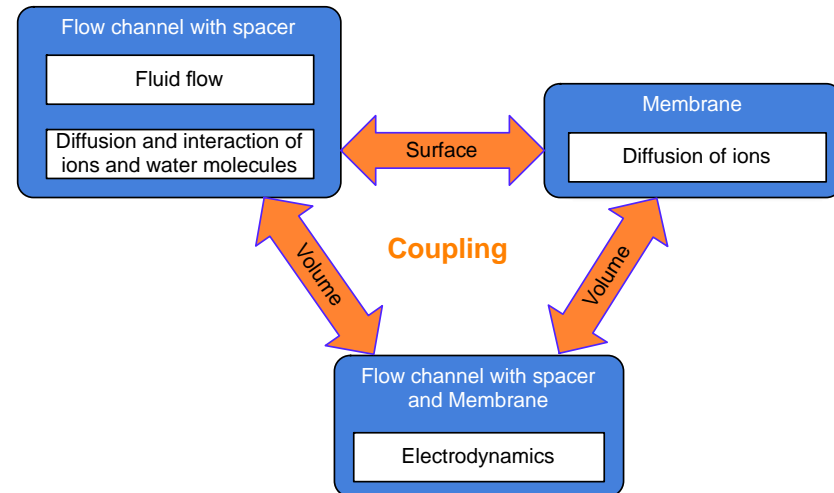 Flow channel with spacer
Fluid flow
Diffusion and interaction of
ions and water molecules
Surface
Membrane
Diffusion of ions
Volume
Coupling
Volume
Flow channel with spacer
and Membrane
Electrodynamics